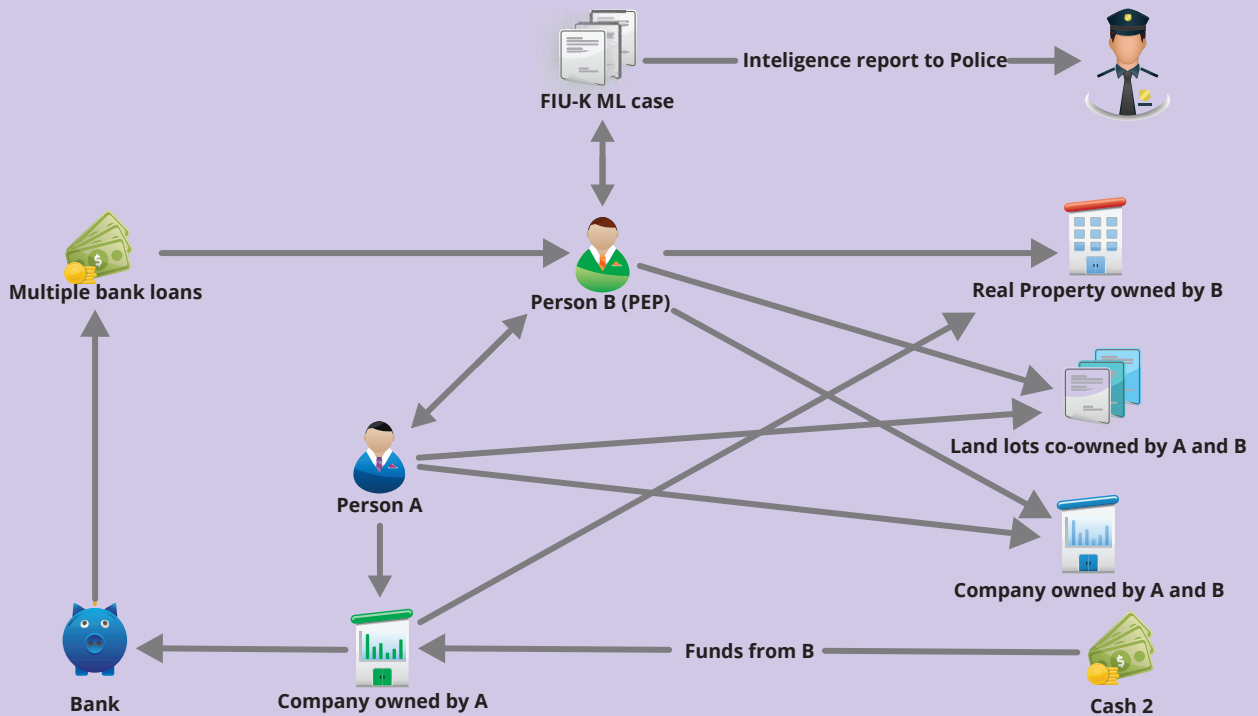 Inteligence report to Police
FIU-K ML case
Multiple bank loans
Person B (PEP)
Real Property owned by B
Land lots co-owned by A and B
Person A
Company owned by A and B
Funds from B
Bank
Company owned by A
Cash 2